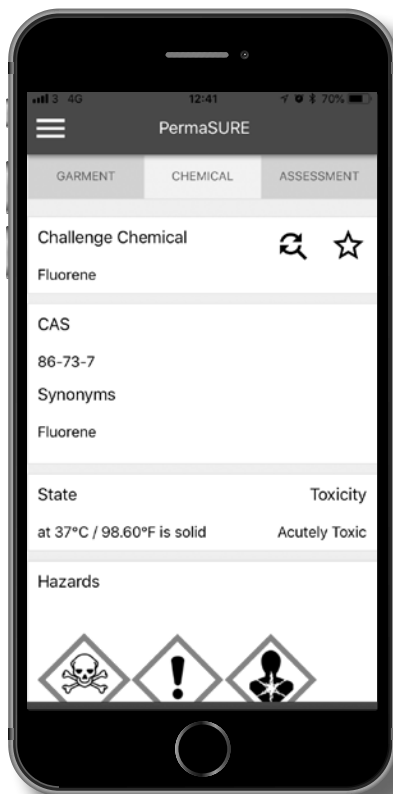 3 4G 12:41 70%
PermaSURE
GARMENT CHEMICAL ASSESSMENT
Challenge Chemical
Fluorene
CAS
86-73-7
Synonyms
Fluorene
State Toxicity
at 37°C / 98.60°F is solid Acutely Toxic
Hazards